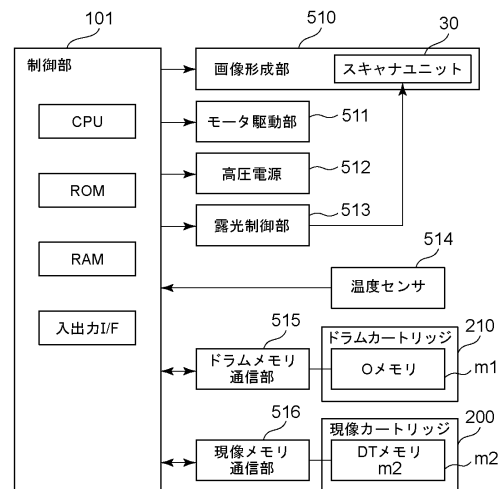 101
制御部
CPU
ROM
RAM
入出力I/F
510
30
画像形成部
スキャナユニット
モータ駆動部
511
高圧電源
512
露光制御部
513
514
温度センサ
515
ドラムメモリ
通信部
ドラムカートリッジ
210
Oメモリ
m1
516
現像メモリ
通信部
現像カートリッジ
200
DTメモリ
m2
m2